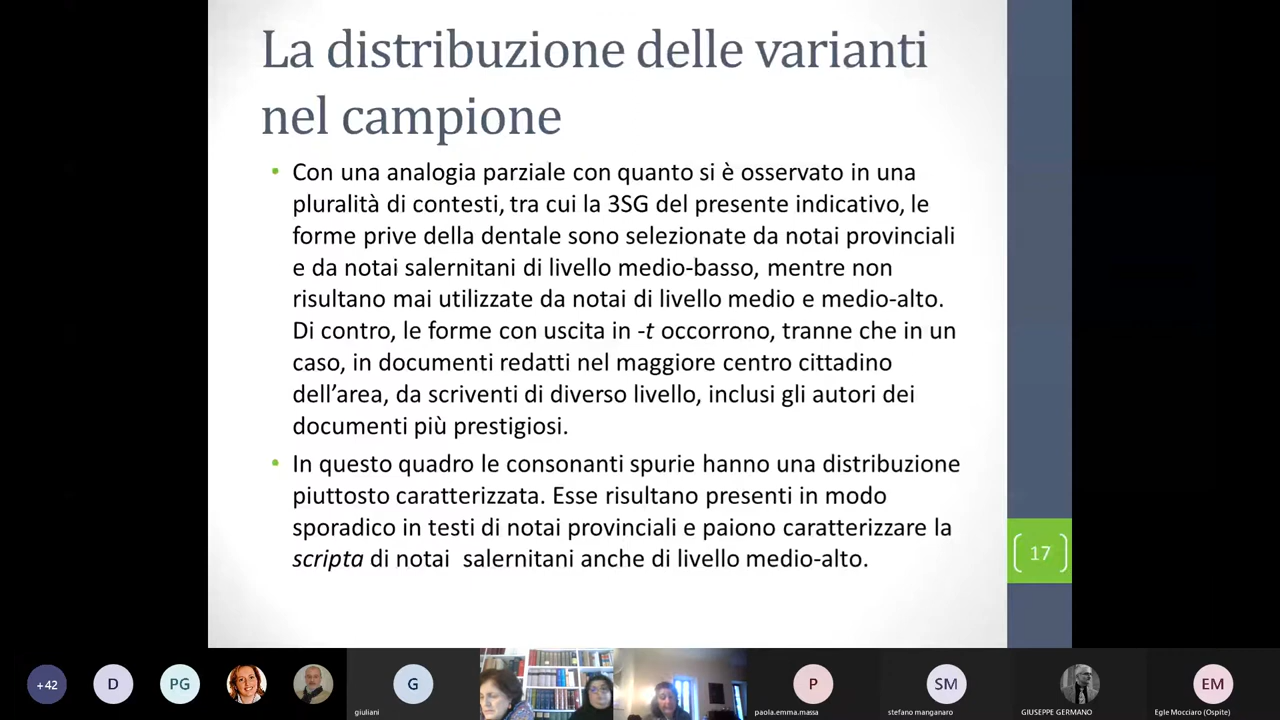 La distribuzione delle varianti
nel campione
• Con una analogia parziale con quanto si è osservato in una
pluralità di contesti, tra cui la 3SG del presente indicativo, le
forme prive della dentale sono selezionate da notai provinciali
e da notai salernitani di livello medio-basso, mentre non
risultano mai utilizzate da notai di livello medio e medio-alto.
Di contro, le forme con uscita in -t occorrono, tranne che in un
caso, in documenti redatti nel maggiore centro cittadino
dell’area, da scriventi di diverso livello, inclusi gli autori dei
documenti più prestigiosi.
• In questo quadro le consonanti spurie hanno una distribuzione
piuttosto caratterizzata. Esse risultano presenti in modo
sporadico in testi di notai provinciali e paiono caratterizzare la
scripta di notai salernitani anche di livello medio-alto.
17
+42
D
PG
G
P
SM
EM
giuliani
paola.emma.massa
stefano manganaro
GIUSEPPE GERMANO
Egle Mocciaro (Ospite)